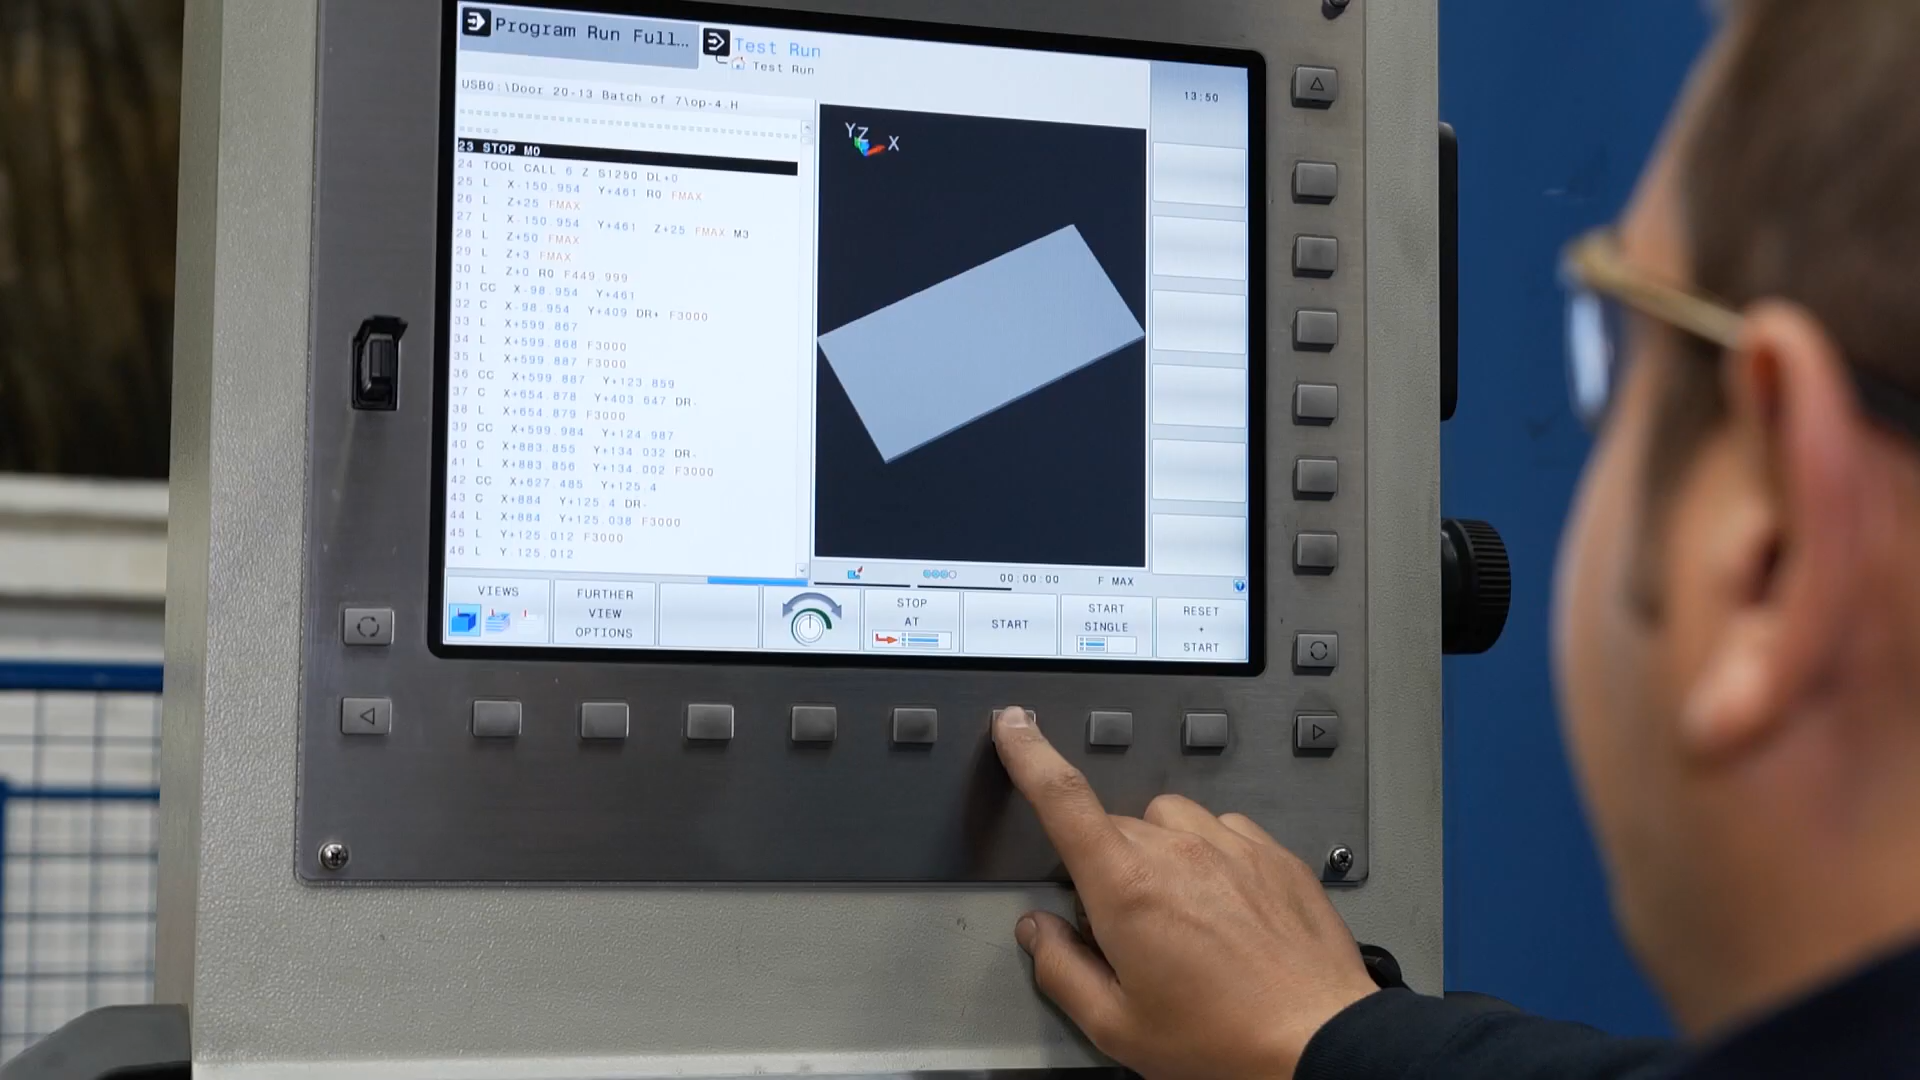 Program Run Full...
Test Run
Test Run
13:50
USB0:\Door 20-13 Batch of 7\op-4.H
23 STOP M0
24 TOOL CALL 6 Z S1250 DL+0
25 L X-150.954 Y+461 R0 FMAX
26 L Z+25 FMAX
27 L X-150.954 Y+461 Z+25 FMAX M3
28 L Z+50 FMAX
29 L Z+3 FMAX
30 L Z+0 R0 F449.999
31 CC X-98.954 Y+461
32 C X-98.954 Y+409 DR+ F3000
33 L X+599.867
34 L X+599.868 F3000
35 L X+599.887 F3000
36 CC X+599.887 Y+123.859
37 C X+654.878 Y+403.647 DR-
38 L X+654.879 F3000
39 CC X+599.984 Y+124.987
40 C X+883.855 Y+134.032 DR-
41 L X+883.856 Y+134.002 F3000
42 CC X+627.485 Y+125.4
43 C X+884 Y+125.4 DR-
44 L X+884 Y+125.038 F3000
45 L Y+125.012 F3000
46 L Y-125.012
Y Z X
00:00:00 F MAX
VIEWS
FURTHER
VIEW
OPTIONS
STOP
AT
START
START
SINGLE
RESET
+
START